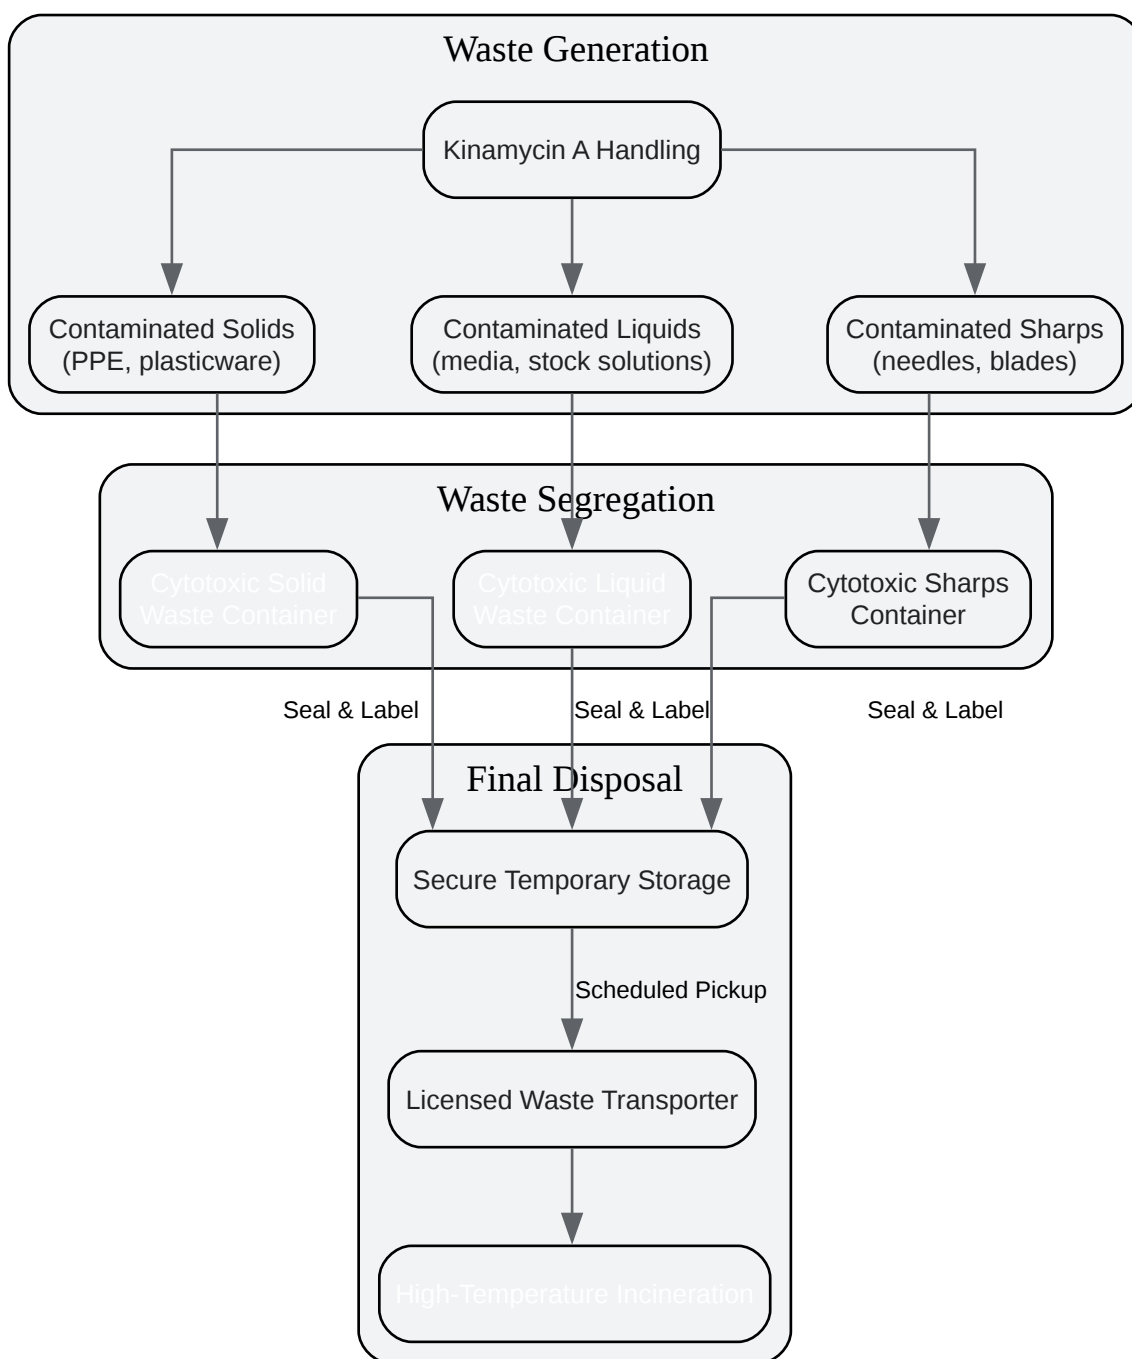 Waste Generation
Kinamycin A Handling
Contaminated Solids
(PPE, plasticware)
Contaminated Liquids
(media, stock solutions)
Contaminated Sharps
(needles, blades)
Waste Segregation
Cytotoxic Solid
Waste Container
Cytotoxic Liquid
Waste Container
Cytotoxic Sharps
Container
Seal & Label
Seal & Label
Seal & Label
Final Disposal
Secure Temporary Storage
Scheduled Pickup
Licensed Waste Transporter
High-Temperature Incineration